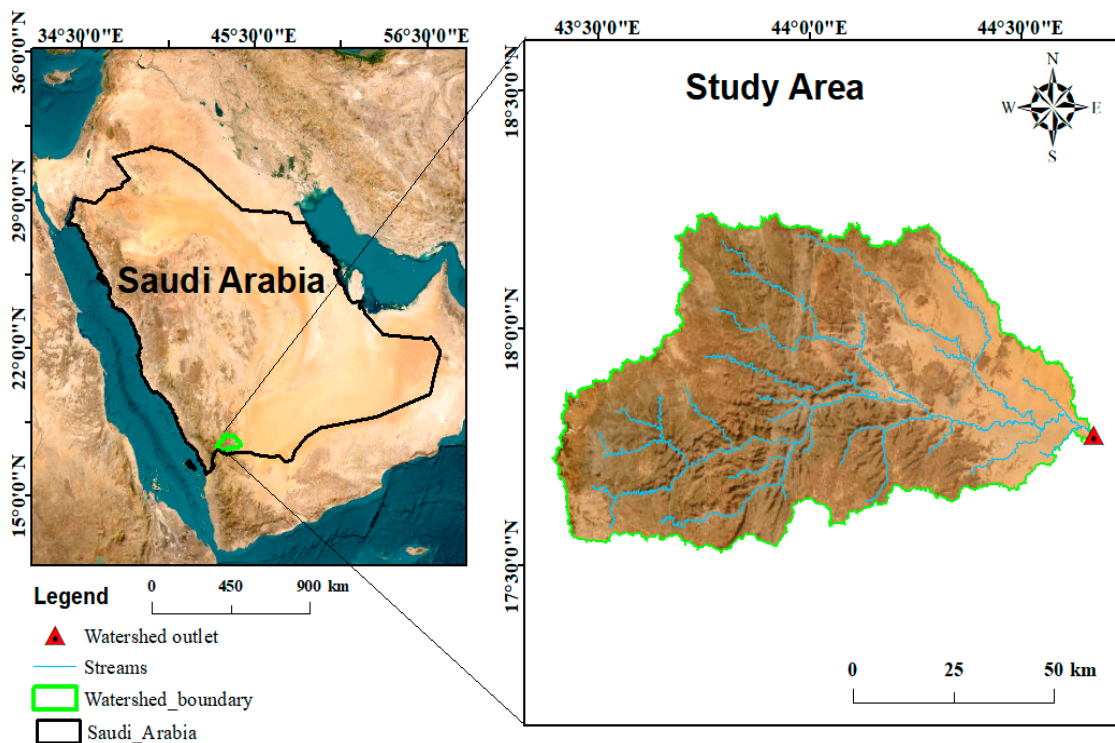 34°30'0"E 45°30'0"E 56°30'0"E
36°0'0"N
29°0'0"N
22°0'0"N
15°0'0"N
Saudi Arabia
0 450 900 km
Legend
Watershed outlet
Streams
Watershed_boundary
Saudi_Arabia
43°30'0"E 44°0'0"E 44°30'0"E
18°30'0"N
18°0'0"N
17°30'0"N
Study Area
N
W E
S
0 25 50 km